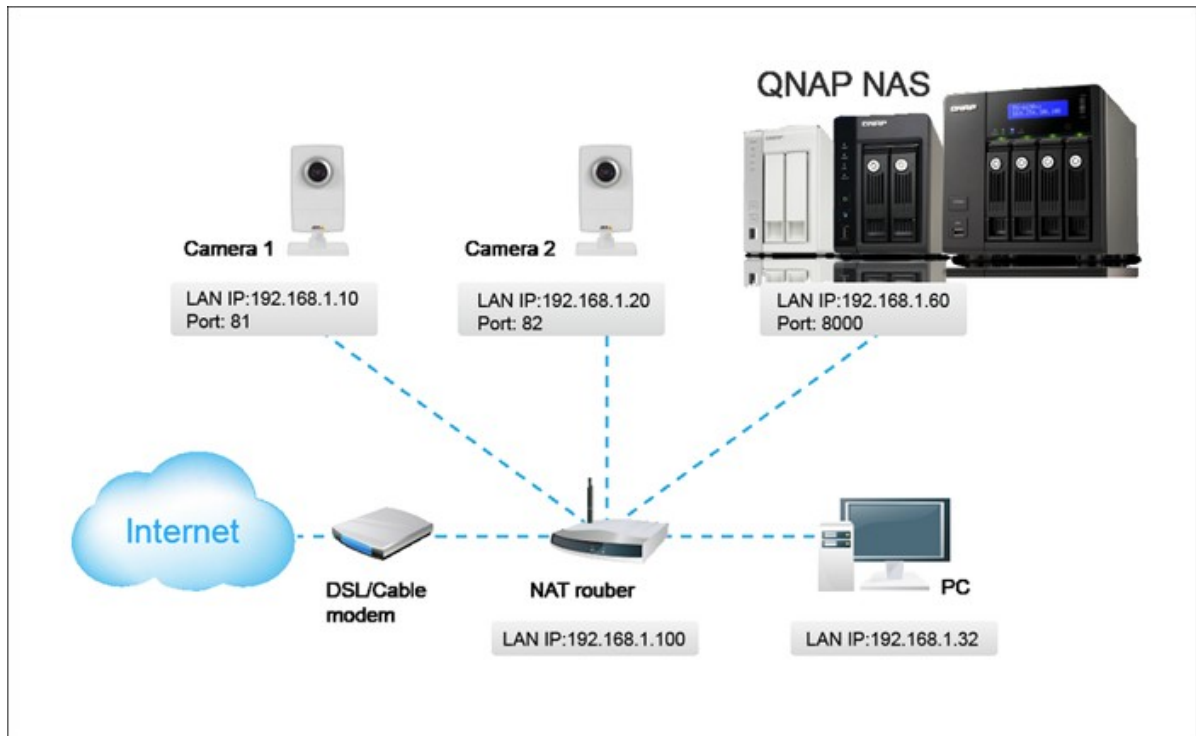 QNAP NAS
QNAP
Camera 1
Camera 2
LAN IP:192.168.1.10
Port: 81
LAN IP:192.168.1.20
Port: 82
LAN IP:192.168.1.60
Port: 8000
Internet
DSL/Cable
modem
NAT rouber
PC
LAN IP:192.168.1.100
LAN IP:192.168.1.32